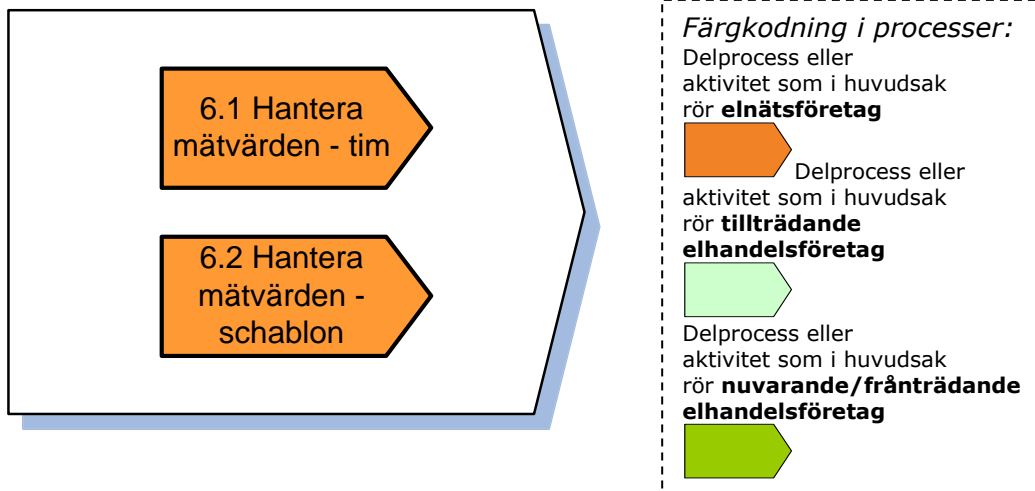 6.1 Hantera
mätvärden - tim
6.2 Hantera
mätvärden -
schablon
Färgkodning i processer:
Delprocess eller
aktivitet som i huvudsak
rör elnätsföretag
Delprocess eller
aktivitet som i huvudsak
rör tillträdande
elhandelsföretag
Delprocess eller
aktivitet som i huvudsak
rör nuvarande/frånträdande
elhandelsföretag